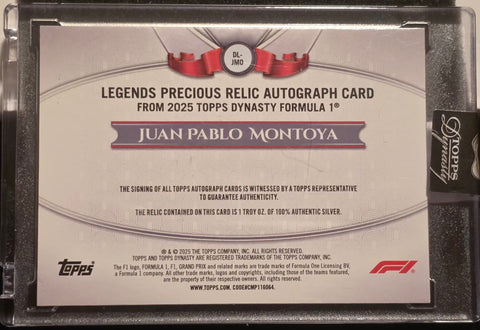 DL-
JMO
LEGENDS PRECIOUS RELIC AUTOGRAPH CARD
FROM 2025 TOPPS DYNASTY FORMULA 1®
JUAN PABLO MONTOYA
THE SIGNING OF ALL TOPPS AUTOGRAPH CARDS IS WITNESSED BY A TOPPS REPRESENTATIVE
TO GUARANTEE AUTHENTICITY.
THE RELIC CONTAINED ON THIS CARD IS 1 TROY OZ. OF 100% AUTHENTIC SILVER.
® & © 2025 THE TOPPS COMPANY, INC. ALL RIGHTS RESERVED.
TOPPS AND TOPPS DYNASTY ARE REGISTERED TRADEMARKS OF THE TOPPS COMPANY, INC.
The F1 logo, FORMULA 1, F1, GRAND PRIX and related marks are trade marks of Formula One Licensing BV,
a Formula 1 company. All other trade marks, logos and copyrights, including those of the teams featured,
are the property of their respective owners. All rights reserved.
WWW.TOPPS.COM. CODE#CMP110064.
Topps
F1
TOPPS
Dynasty